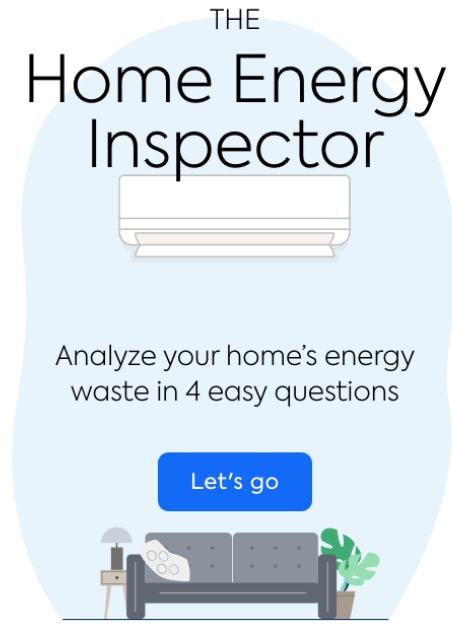 THE
Home Energy
Inspector
Analyze your home’s energy
waste in 4 easy questions
Let's go